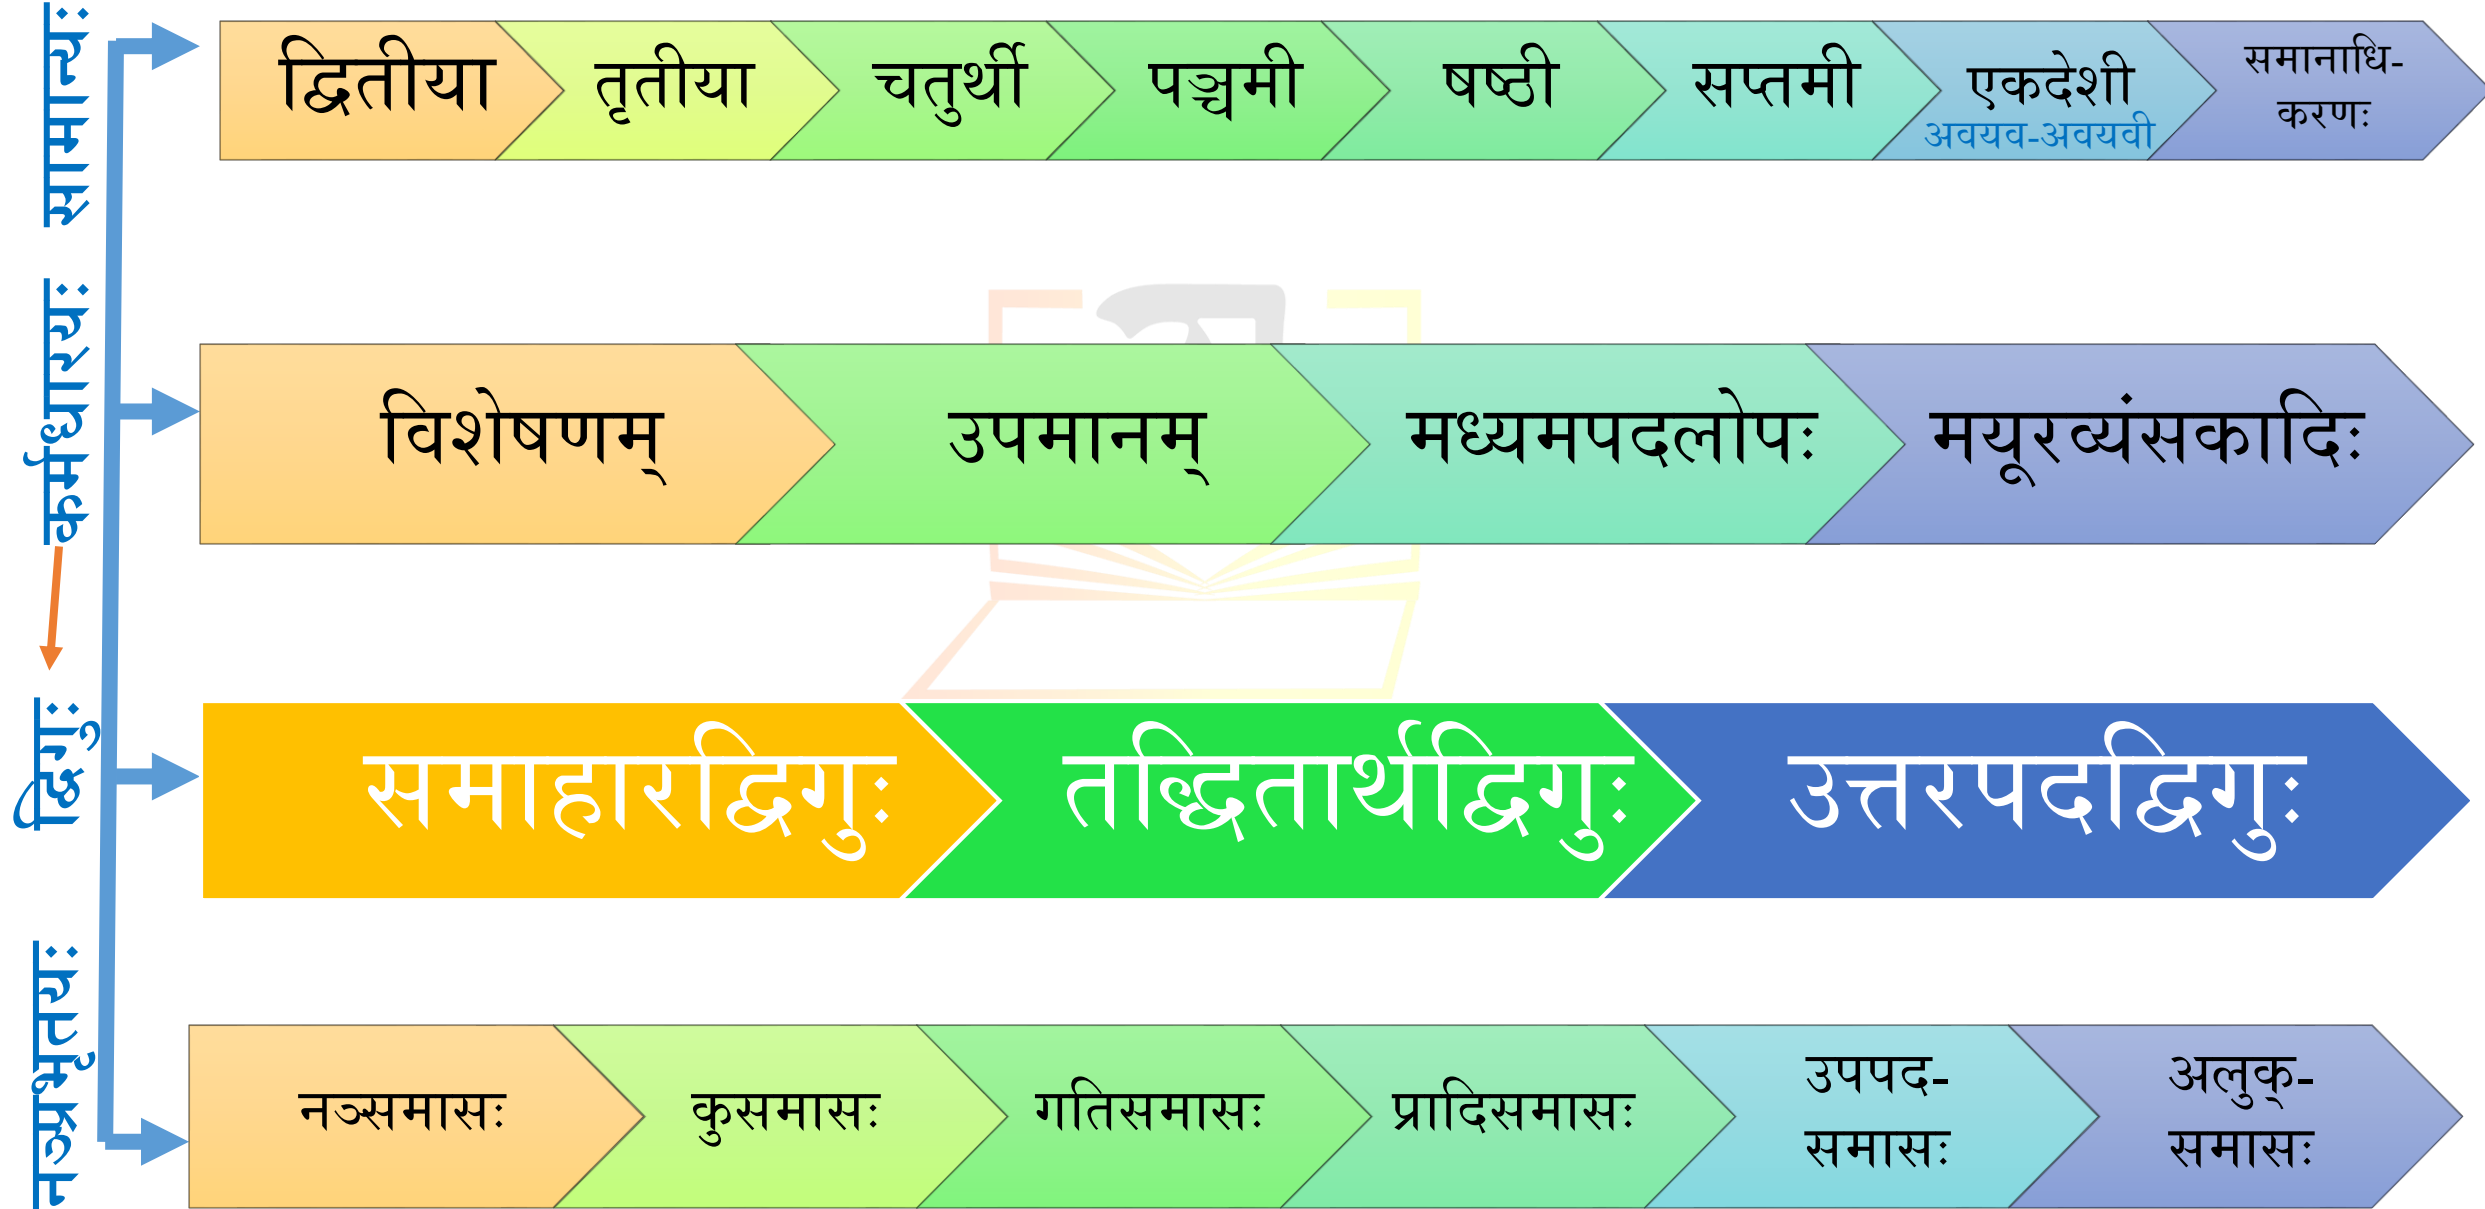 सामान्यः
द्वितीया
तृतीया
चतुर्थी
पञ्चमी
षष्ठी
सप्तमी
एकदेशी
अवयव-अवयवी
समानाधि-
करणः
कर्मधारयः
विशेषणम्
उपमानम्
मध्यमपदलोपः
मयूरव्यंसकादिः
द्विगुः
समाहारद्विगुः
तद्धितार्थद्विगुः
उत्तरपदद्विगुः
नञ्प्रभृतयः
नञ्समासः
कुसमासः
गतिसमासः
प्रादिसमासः
उपपद-
समासः
अलुक्-
समासः